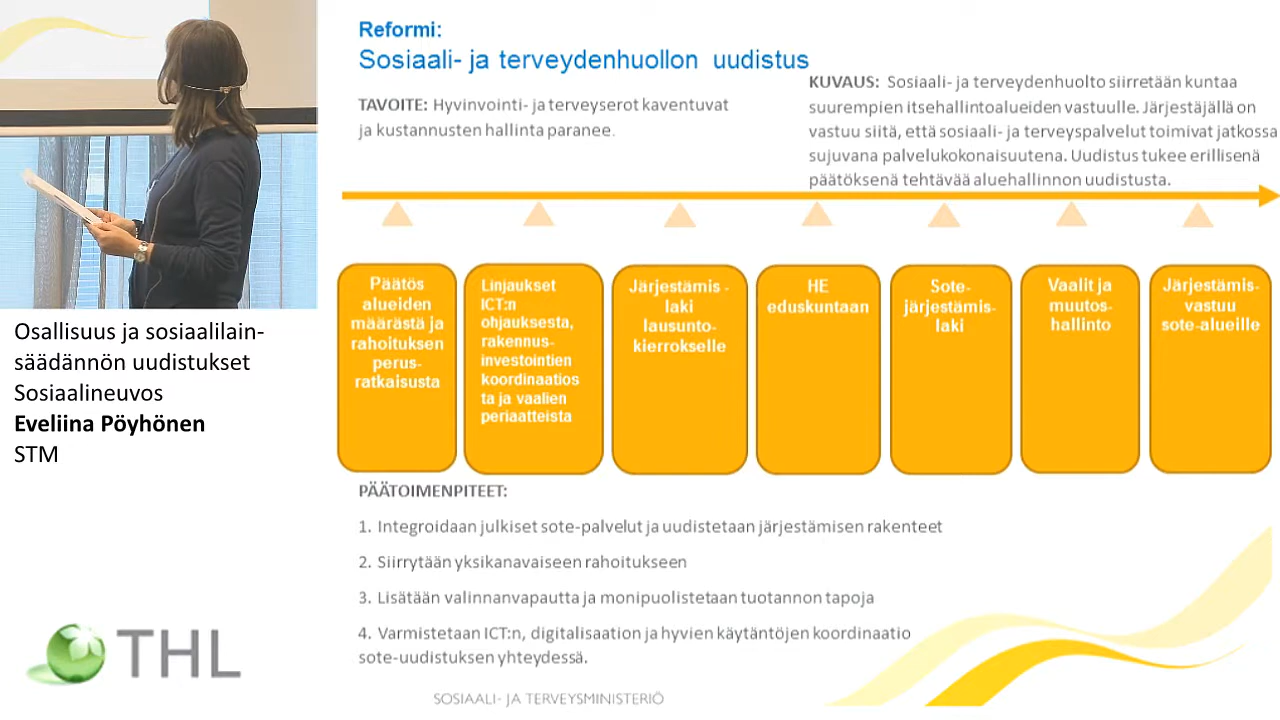 Reformi:
Sosiaali- ja terveydenhuollon uudistus
TAVOITE: Hyvinvointi- ja terveyserot kaventuvat
ja kustannusten hallinta paranee.
KUVAUS: Sosiaali- ja terveydenhuolto siirretään kuntaa
suurempien itsehallintoalueiden vastuulle. Järjestäjällä on
vastuu siitä, että sosiaali- ja terveyspalvelut toimivat jatkossa
sujuvana palvelukokonaisuutena. Uudistus tukee erillisenä
päätöksenä tehtävää aluehallinnon uudistusta.
Päätös
alueiden
määrästä ja
rahoituksen
perus-
ratkaisusta
Linjaukset
ICT:n
ohjauksesta,
rakennus-
investointien
koordinaatios
ta ja vaalien
periaatteista
Järjestämis -
laki
lausunto-
kierrokselle
HE
eduskuntaan
Sote-
järjestämis-
laki
Vaalit ja
muutos-
hallinto
Järjestämis-
vastuu
sote-alueille
PÄÄTOIMENPITEET:
1. Integroidaan julkiset sote-palvelut ja uudistetaan järjestämisen rakenteet
2. Siirrytään yksikanavaiseen rahoitukseen
3. Lisätään valinnanvapautta ja monipuolistetaan tuotannon tapoja
4. Varmistetaan ICT:n, digitalisaation ja hyvien käytäntöjen koordinaatio
sote-uudistuksen yhteydessä.
SOSIAALI- JA TERVEYSMINISTERIÖ
Osallisuus ja sosiaalilain-
säädännön uudistukset
Sosiaalineuvos
Eveliina Pöyhönen
STM
THL